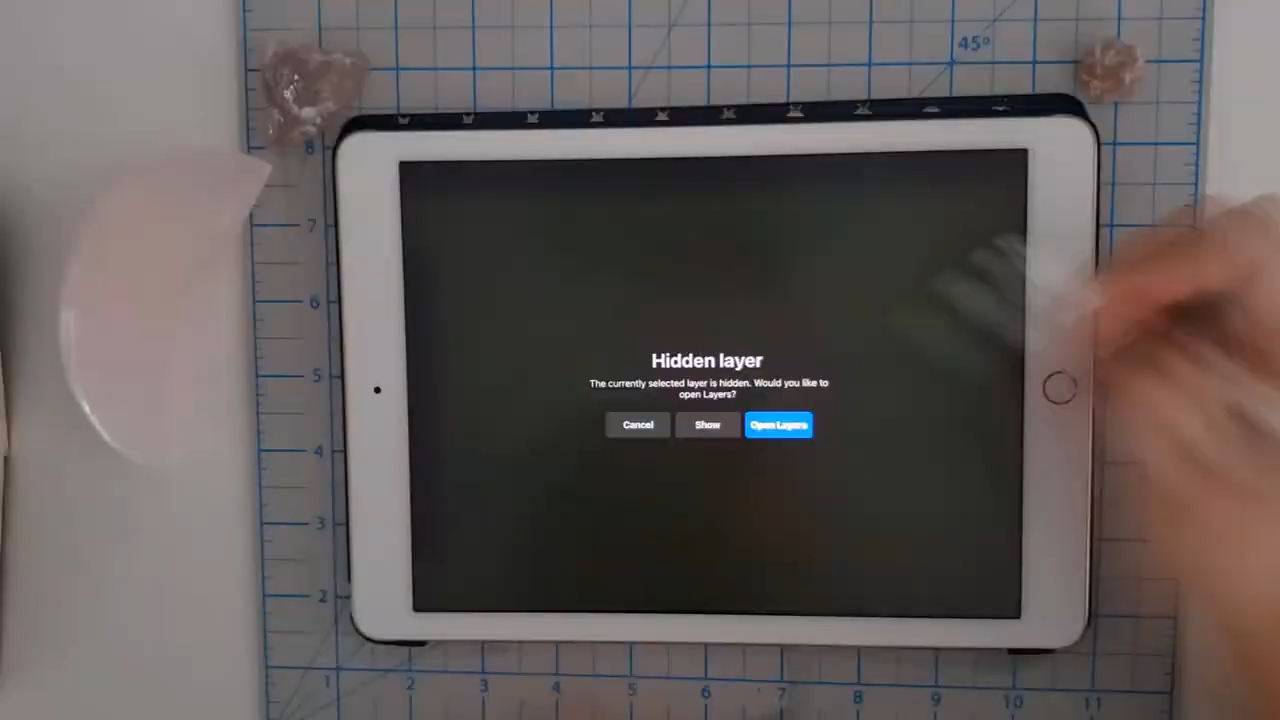 45º
8
7
6
5
4
3
2
Hidden layer
The currently selected layer is hidden. Would you like to
open Layers?
Cancel
Show
Open Layers
1
2
3
4
5
6
7
8
9
10
11